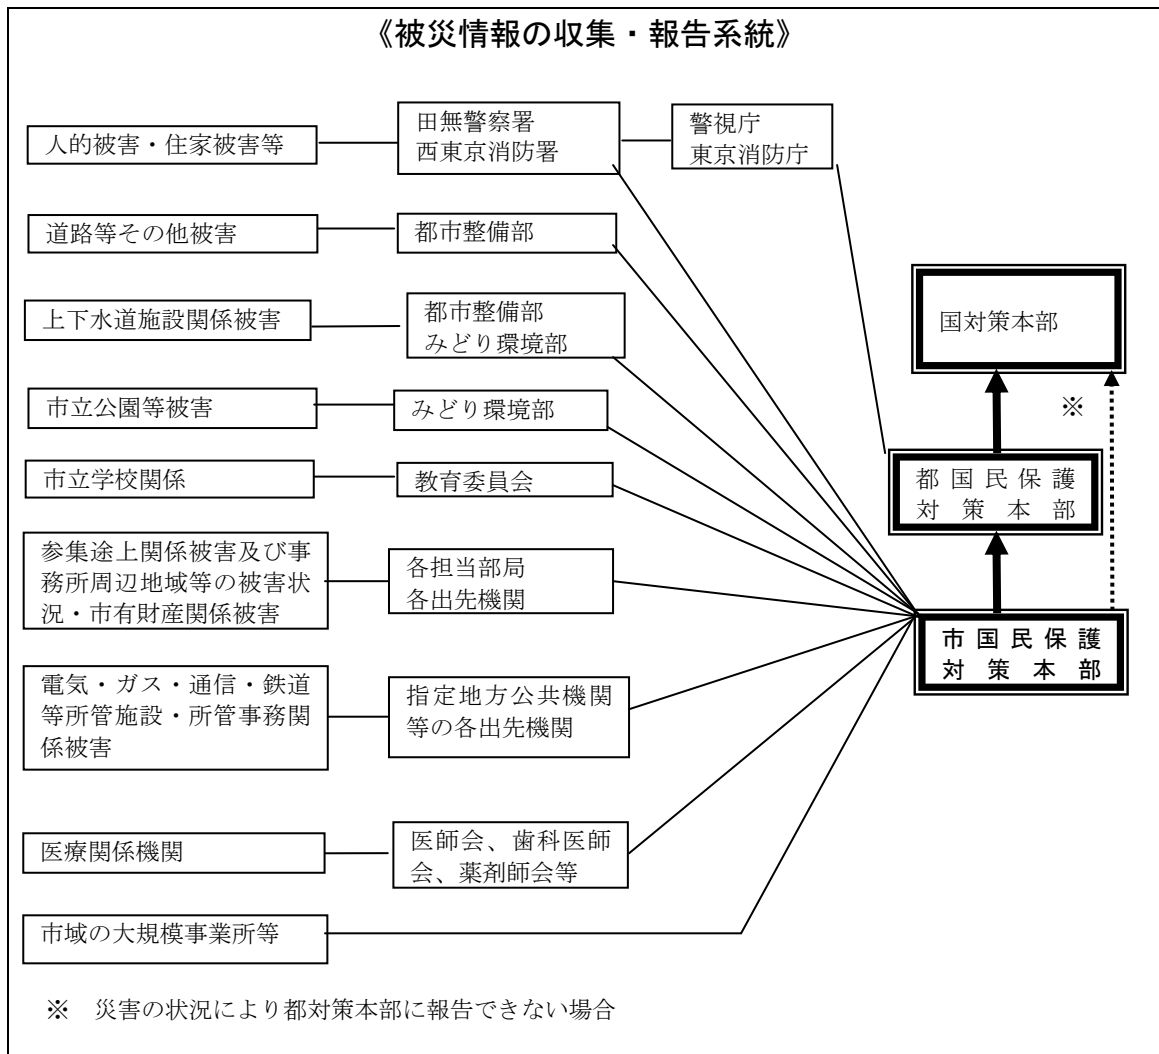 《被災情報の収集・報告系統》
人的被害・住家被害等
田無警察署
西東京消防署
警視庁
東京消防庁
道路等その他被害
都市整備部
上下水道施設関係被害
都市整備部
みどり環境部
国対策本部
市立公園等被害
みどり環境部
※
市立学校関係
教育委員会
都国民保護
対策本部
参集途上関係被害及び事
務所周辺地域等の被害状
況・市有財産関係被害
各担当部局
各出先機関
市国民保護
対策本部
電気・ガス・通信・鉄道
等所管施設・所管事務関
係被害
指定地方公共機関
等の各出先機関
医療関係機関
医師会、歯科医師
会、薬剤師会等
市域の大規模事業所等
※　災害の状況により都対策本部に報告できない場合